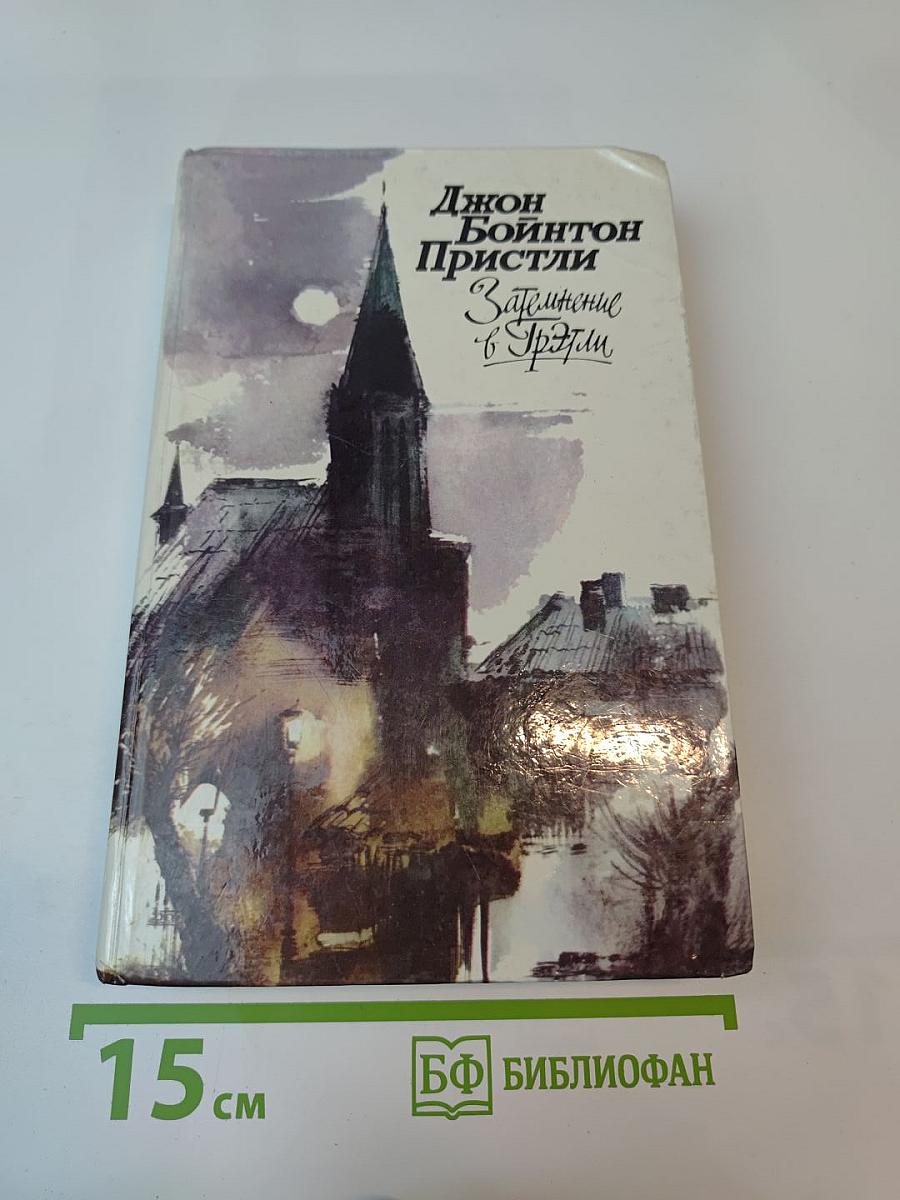 Джон
Бойнтон
Пристли
Затемнение
в Грэтли
15 см
БФ БИБЛИОФАН